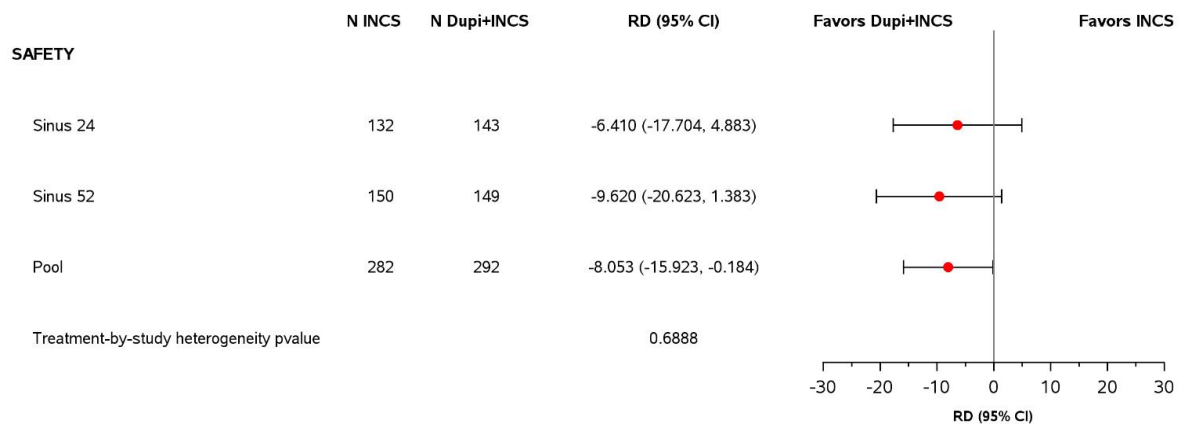 N INCS N Dupi+INCS RD (95% CI) Favors Dupi+INCS Favors INCS
SAFETY
Sinus 24 132 143 -6.410 (-17.704, 4.883)
Sinus 52 150 149 -9.620 (-20.623, 1.383)
Pool 282 292 -8.053 (-15.923, -0.184)
Treatment-by-study heterogeneity pvalue 0.6888
-30 -20 -10 0 10 20 30
RD (95% CI)